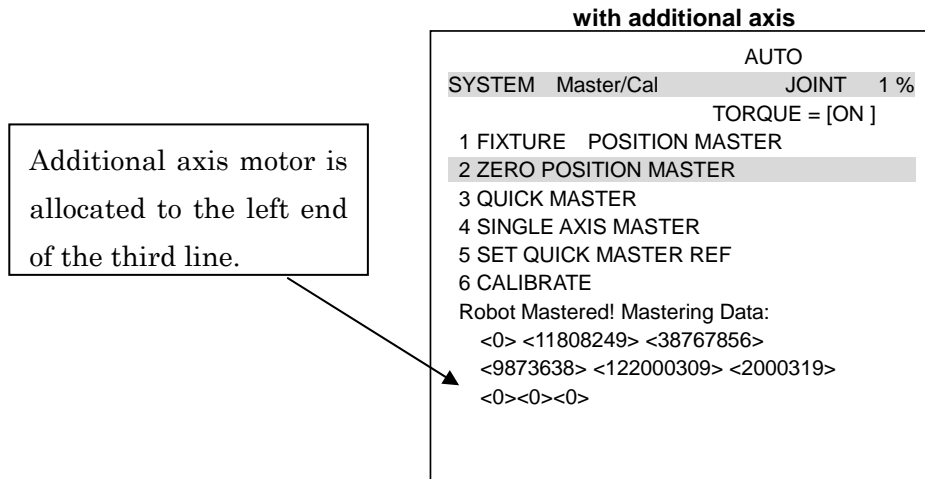 with additional axis
AUTO
SYSTEM Master/Cal JOINT 1 %
TORQUE = [ON ]
1 FIXTURE POSITION MASTER
2 ZERO POSITION MASTER
3 QUICK MASTER
4 SINGLE AXIS MASTER
5 SET QUICK MASTER REF
6 CALIBRATE
Robot Mastered! Mastering Data:
<0> <11808249> <38767856>
<9873638> <122000309> <2000319>
<0><0><0>
Additional axis motor is
allocated to the left end
of the third line.